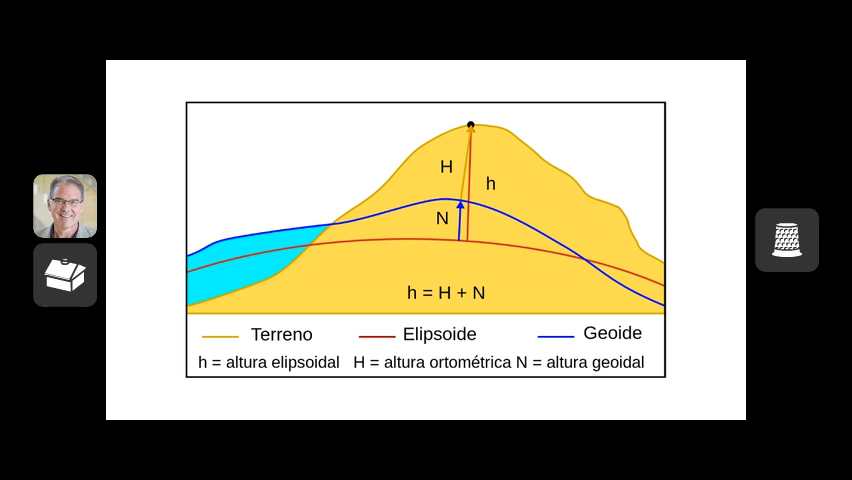 H
h
N
h = H + N
Terreno Elipsoide Geoide
h = altura elipsoidal H = altura ortométrica N = altura geoidal